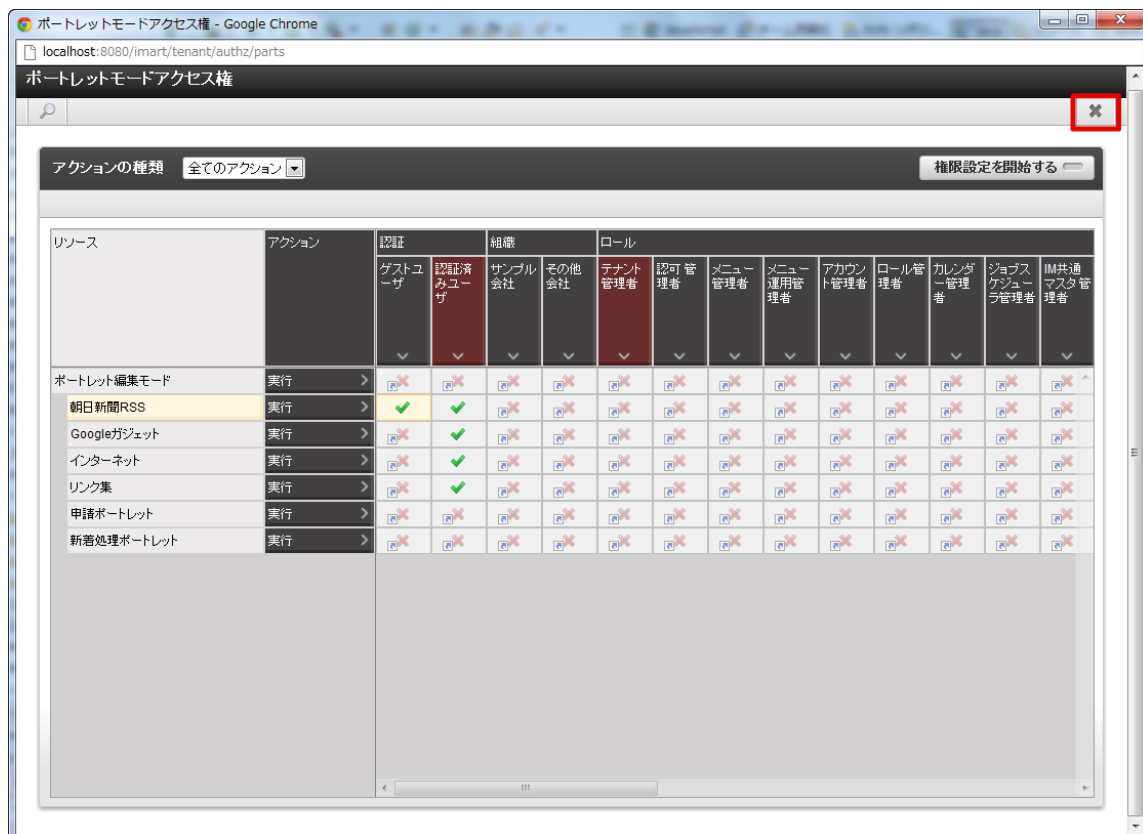 ポートレットモードアクセス権 - Google Chrome
localhost:8080/imart/tenant/authz/parts
ポートレットモードアクセス権
アクションの種類 全てのアクション 権限設定を開始する
リソース アクション 認証 組織 ロール
ゲストユーザ 認証済みユーザ サンプル会社 その他会社 テナント管理者 認可管理者 メニュー管理者 メニュー運用管理者 アカウント管理者 ロール管理者 カレンダー管理者 ジョブスケジューラ管理者 IM共通マスタ管理者
ポートレット編集モード 実行
朝日新聞RSS 実行
Googleガジェット 実行
インターネット 実行
リンク集 実行
申請ポートレット 実行
新着処理ポートレット 実行